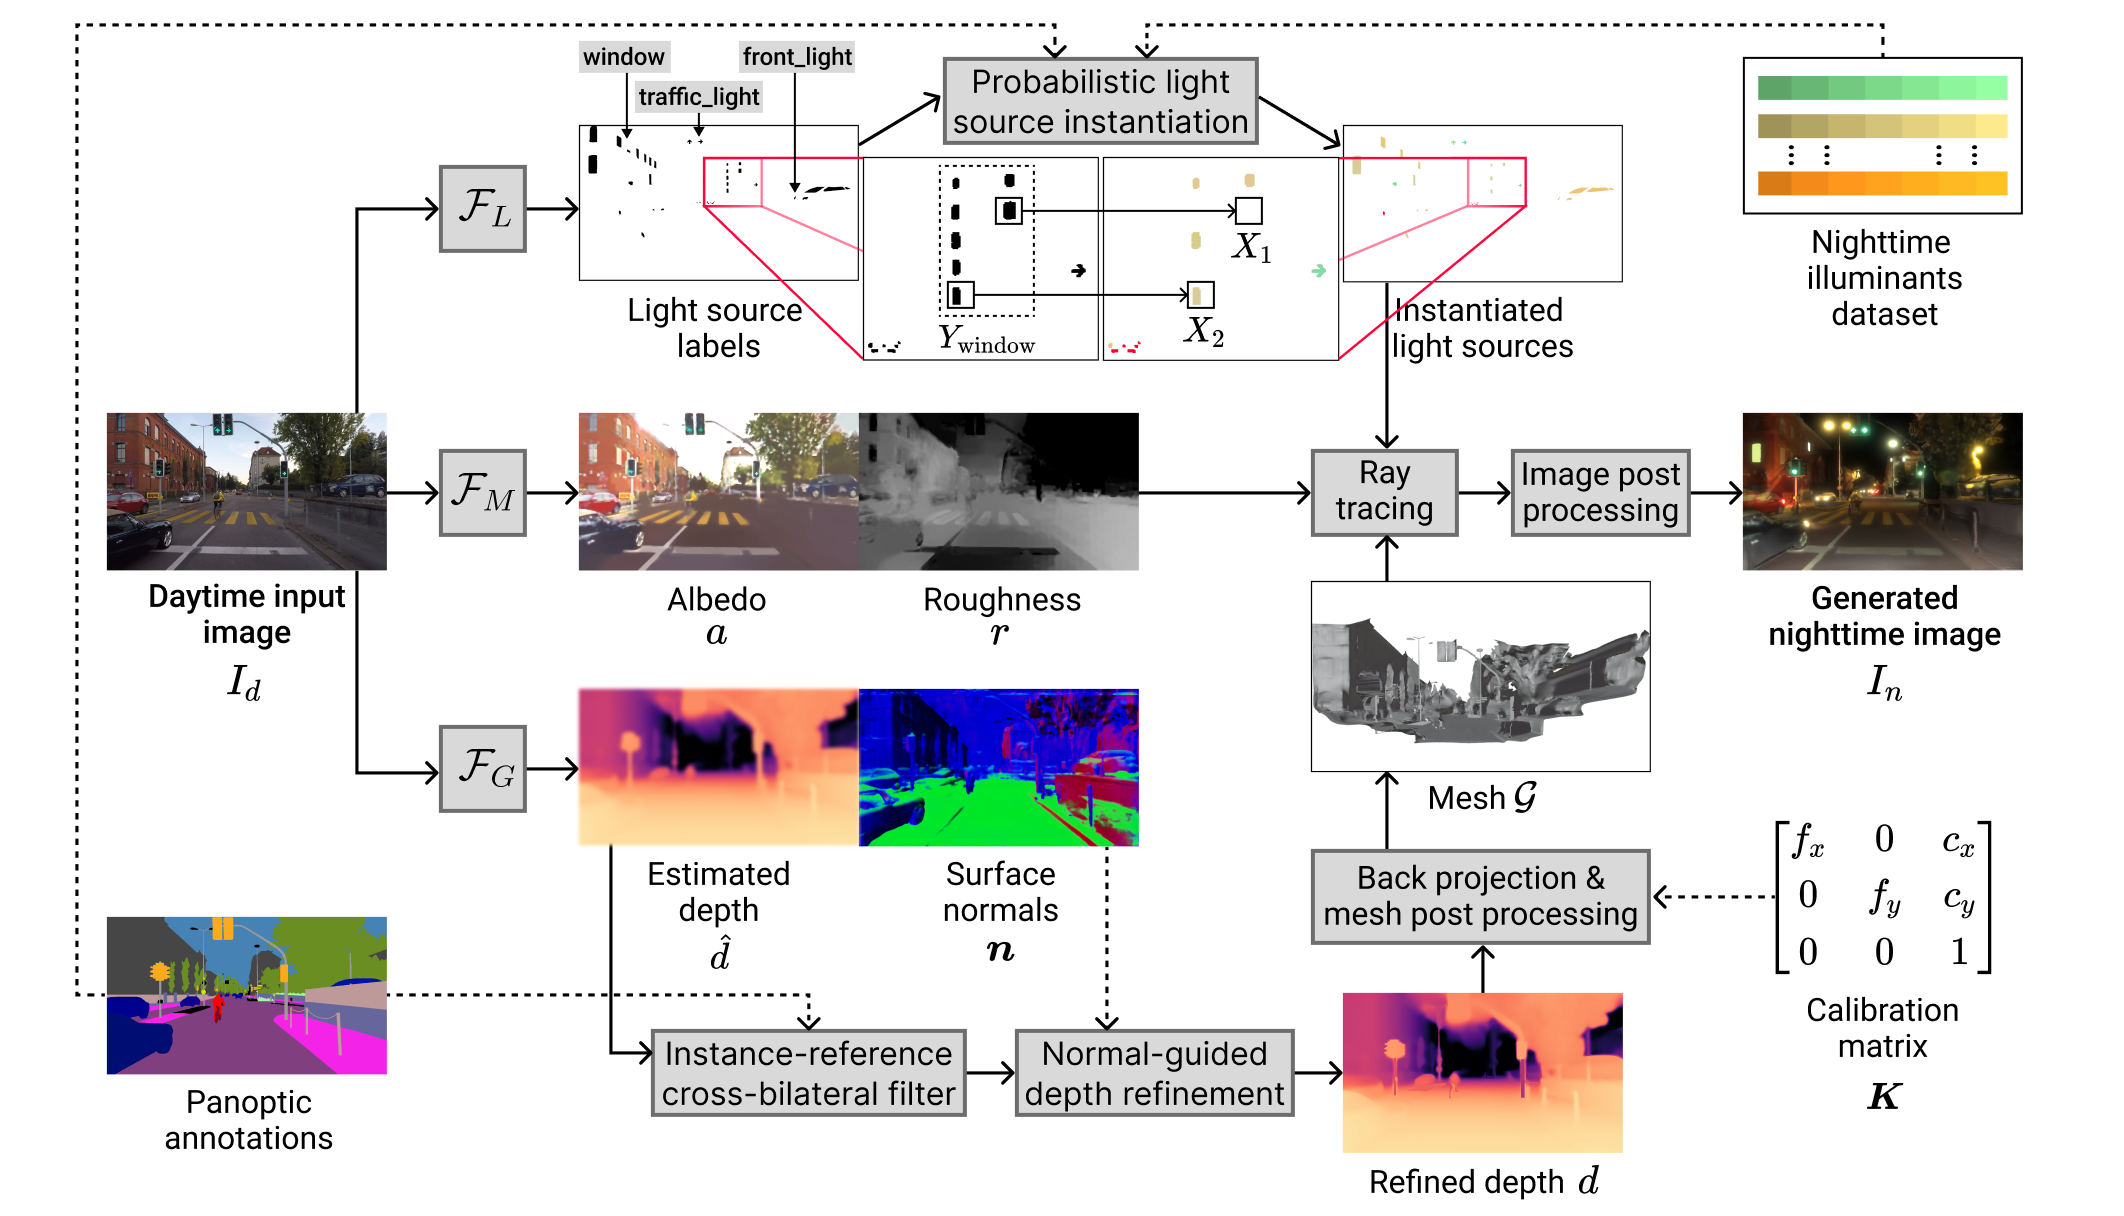 window
front_light
traffic_light
Probabilistic light
source instantiation
Nighttime
illuminants
dataset
$\mathcal{F}_L$
Light source
labels
$Y_{\text{window}}$
$X_1$
$X_2$
Instantiated
light sources
Daytime input
image
$I_d$
$\mathcal{F}_M$
Albedo
$a$
Roughness
$r$
Ray
tracing
Image post
processing
Generated
nighttime image
$I_n$
$\mathcal{F}_G$
Estimated
depth
$\hat{d}$
Surface
normals
$\boldsymbol{n}$
Mesh $\mathcal{G}$
Back projection &
mesh post processing
$f_x$ 0 $c_x$
0 $f_y$ $c_y$
0 0 1
Calibration
matrix
$\boldsymbol{K}$
Panoptic
annotations
Instance-reference
cross-bilateral filter
Normal-guided
depth refinement
Refined depth $d$